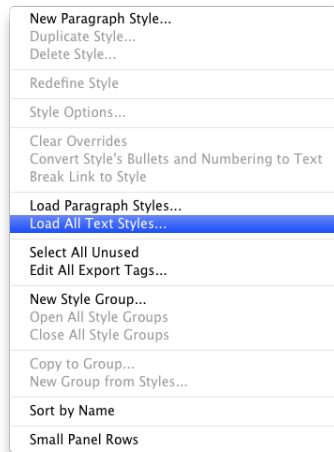 New Paragraph Style...
Duplicate Style...
Delete Style...
Redefine Style
Style Options...
Clear Overrides
Convert Style's Bullets and Numbering to Text
Break Link to Style
Load Paragraph Styles...
Load All Text Styles...
Select All Unused
Edit All Export Tags...
New Style Group...
Open All Style Groups
Close All Style Groups
Copy to Group...
New Group from Styles...
Sort by Name
Small Panel Rows